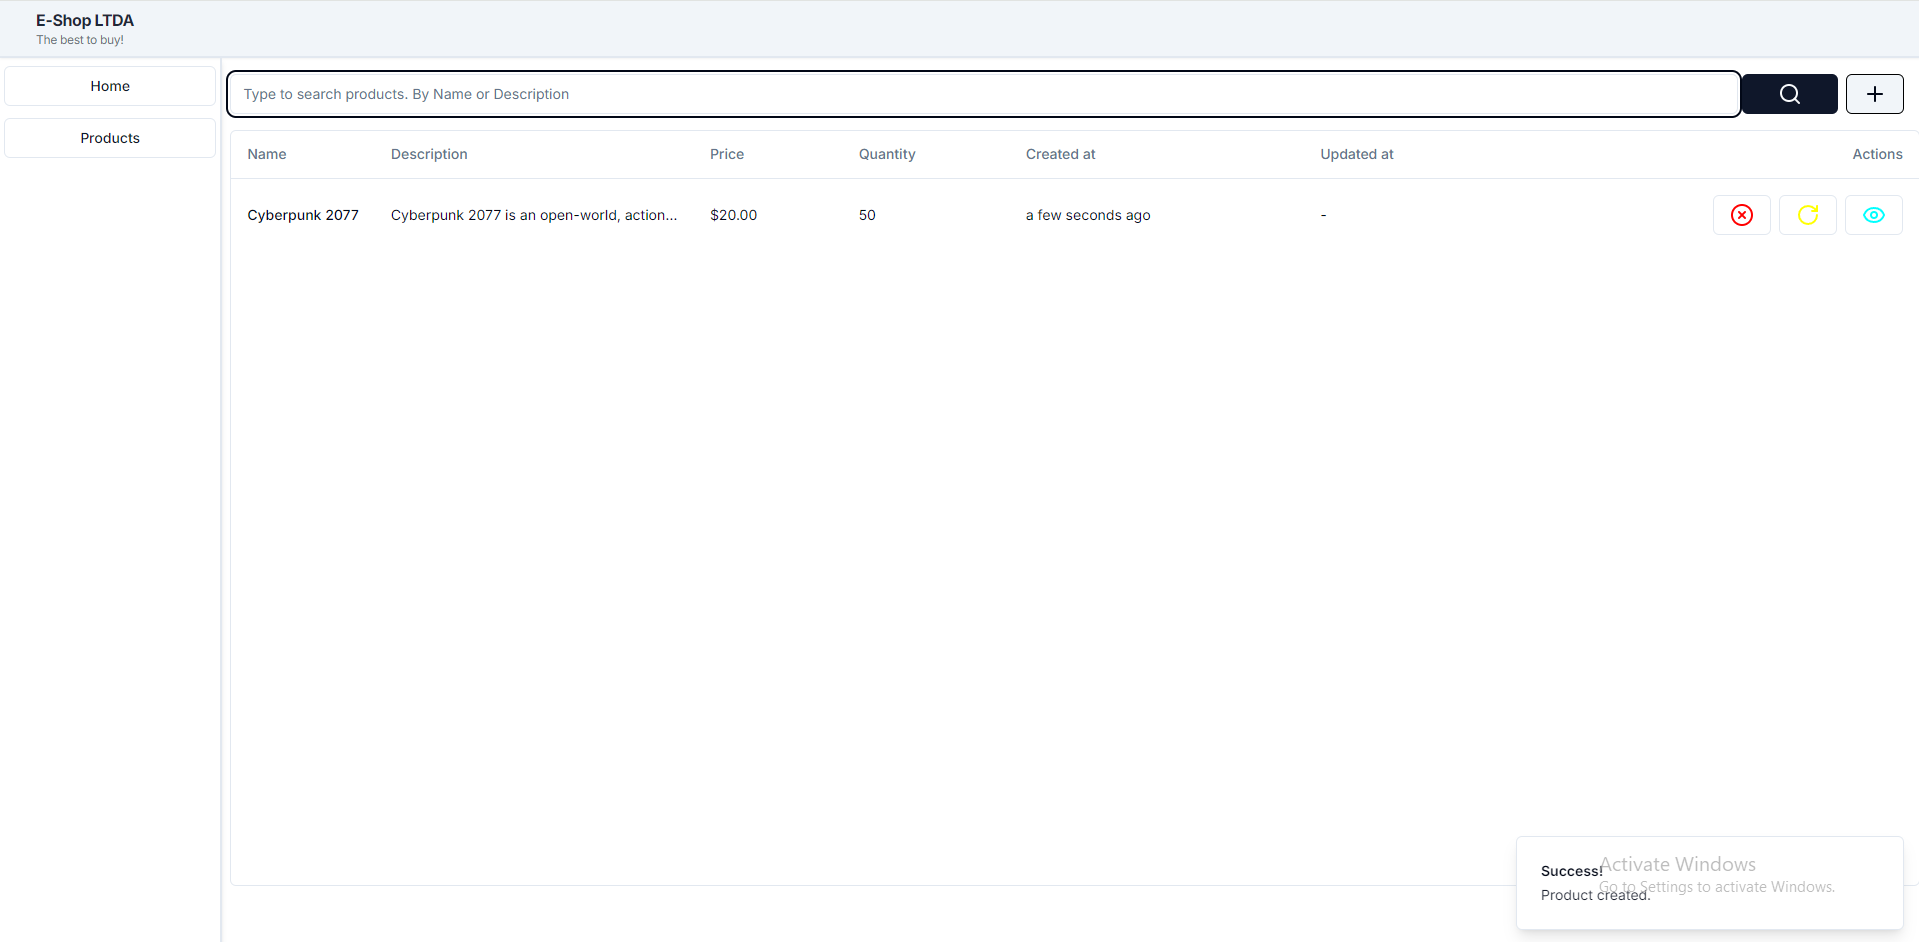 E-Shop LTDA
The best to buy!
Home
Products
Type to search products. By Name or Description
Name Description Price Quantity Created at Updated at Actions
Cyberpunk 2077 Cyberpunk 2077 is an open-world, action... $20.00 50 a few seconds ago -
Success!
Product created.
Activate Windows
Go to Settings to activate Windows.